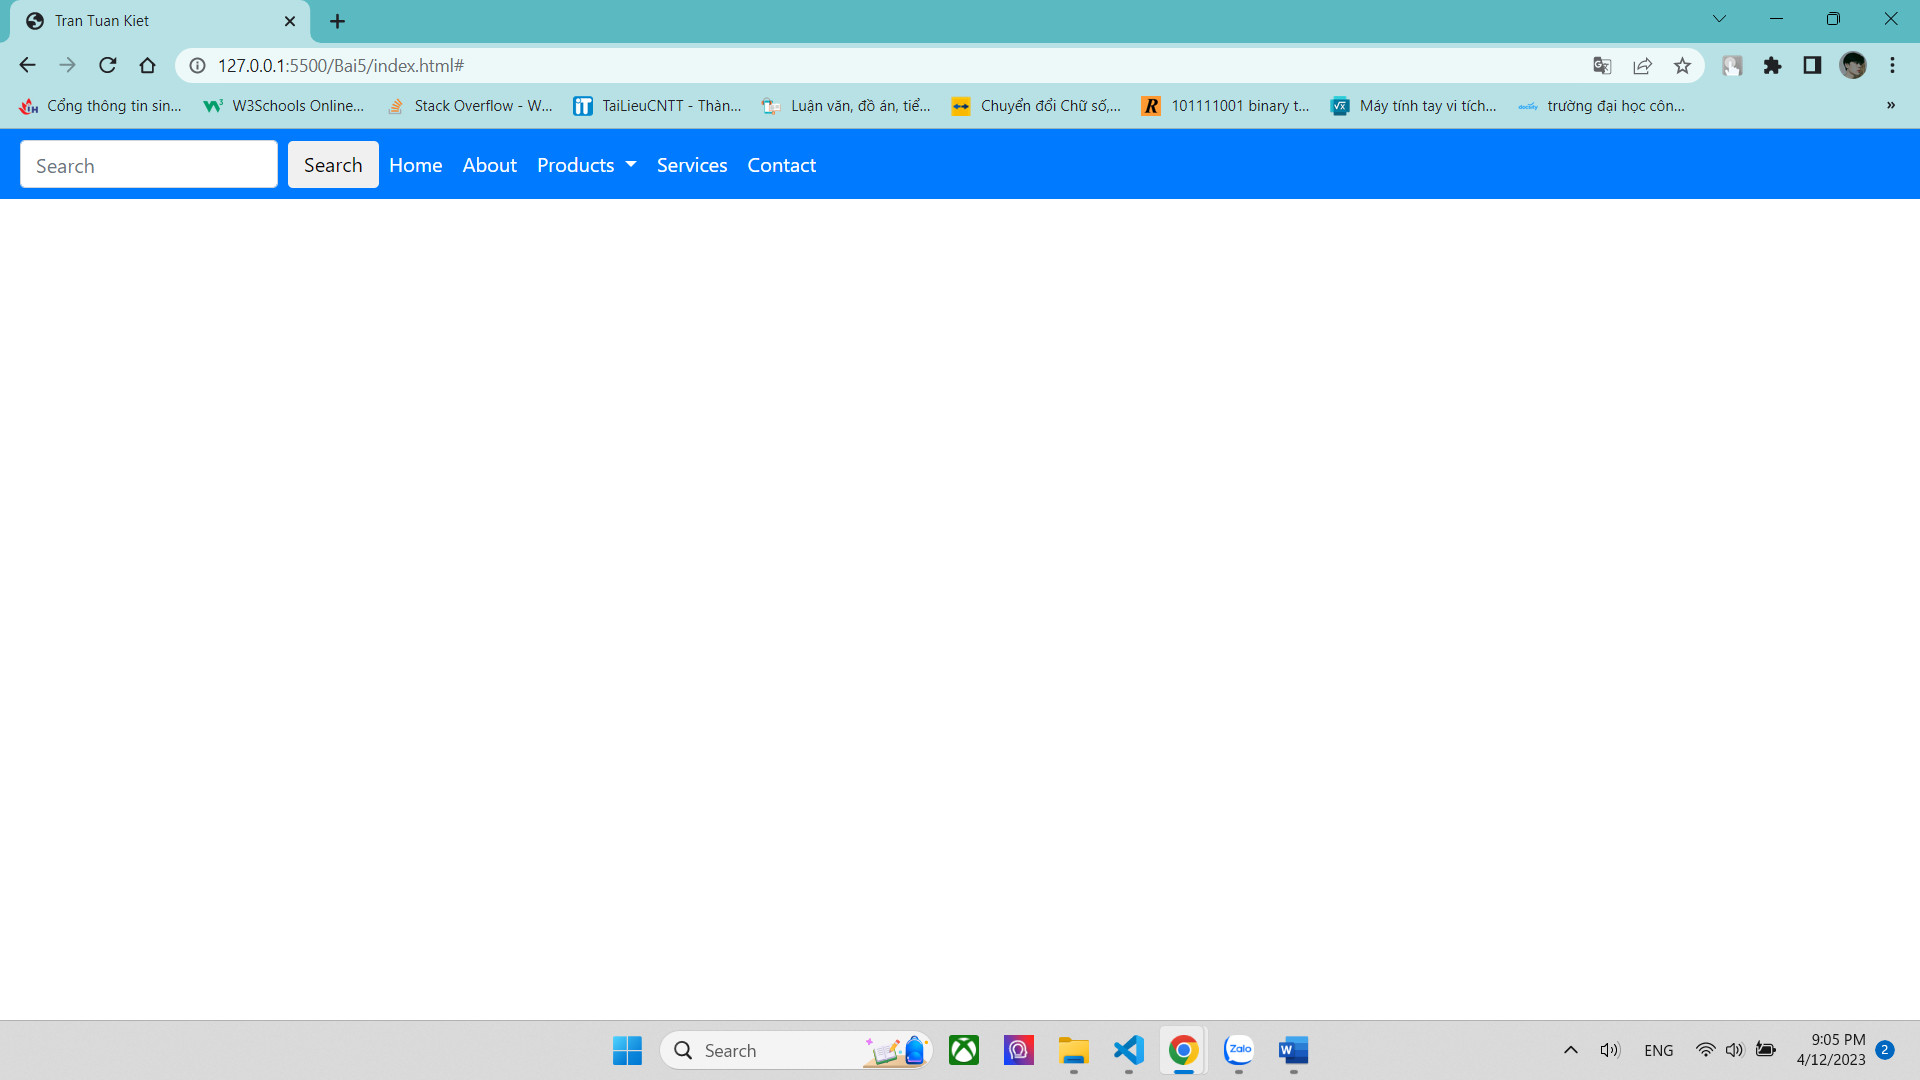 Tran Tuan Kiet
127.0.0.1:5500/Bai5/index.html#
Cổng thông tin sin... W3Schools Online... Stack Overflow - W... TaiLieuCNTT - Thàn... Luận văn, đồ án, tiể... Chuyển đổi Chữ số,... 101111001 binary t... Máy tính tay vi tích... trường đại học côn... »
Search Search Home About Products Services Contact
Search Zalo ENG 9:05 PM
4/12/2023 2